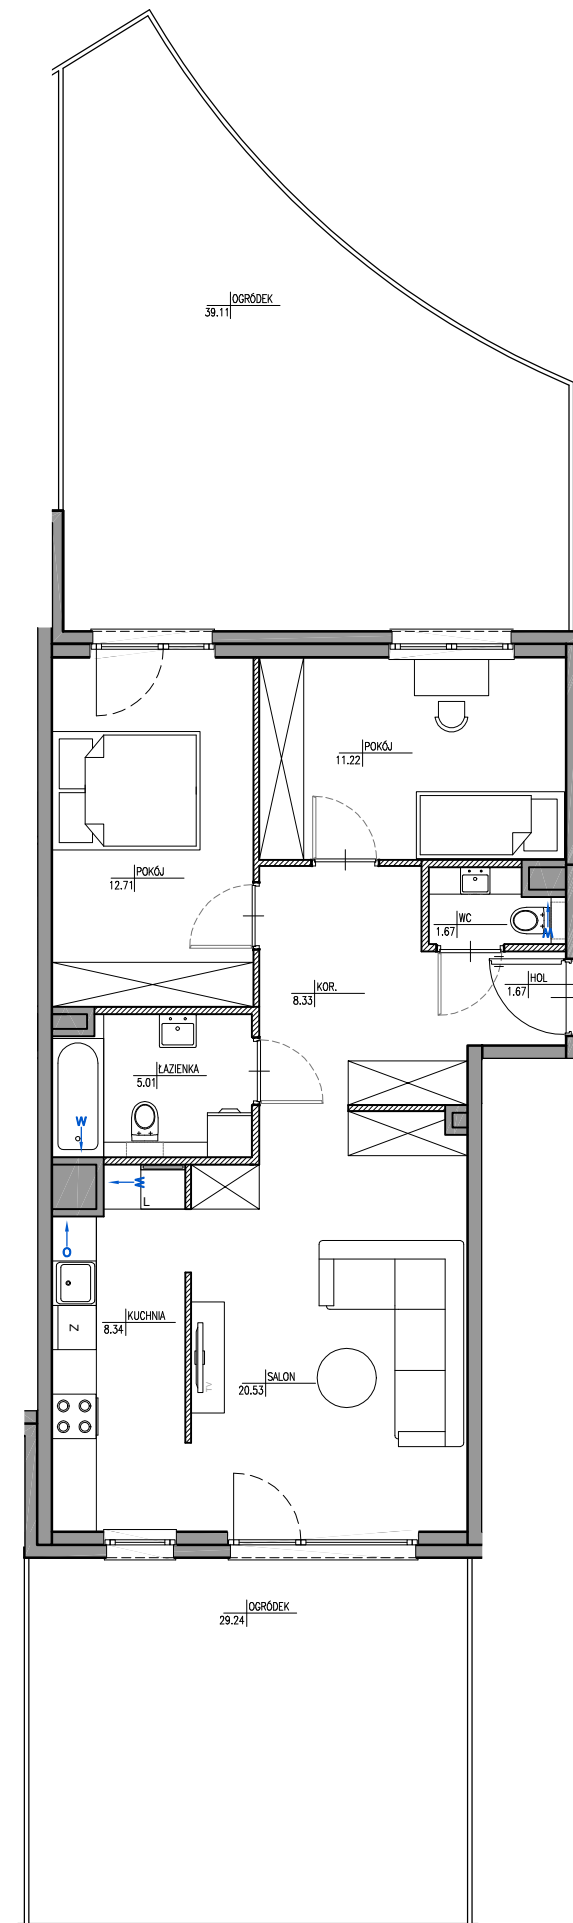 OGRÓDEK
39.11
POKÓJ
11.22
POKÓJ
12.71
WC
1.67
W
HOL
1.67
KOR.
8.33
ŁAZIENKA
5.01
W
W
L
O
KUCHNIA
8.34
Z
TV
SALON
20.53
OGRÓDEK
29.24